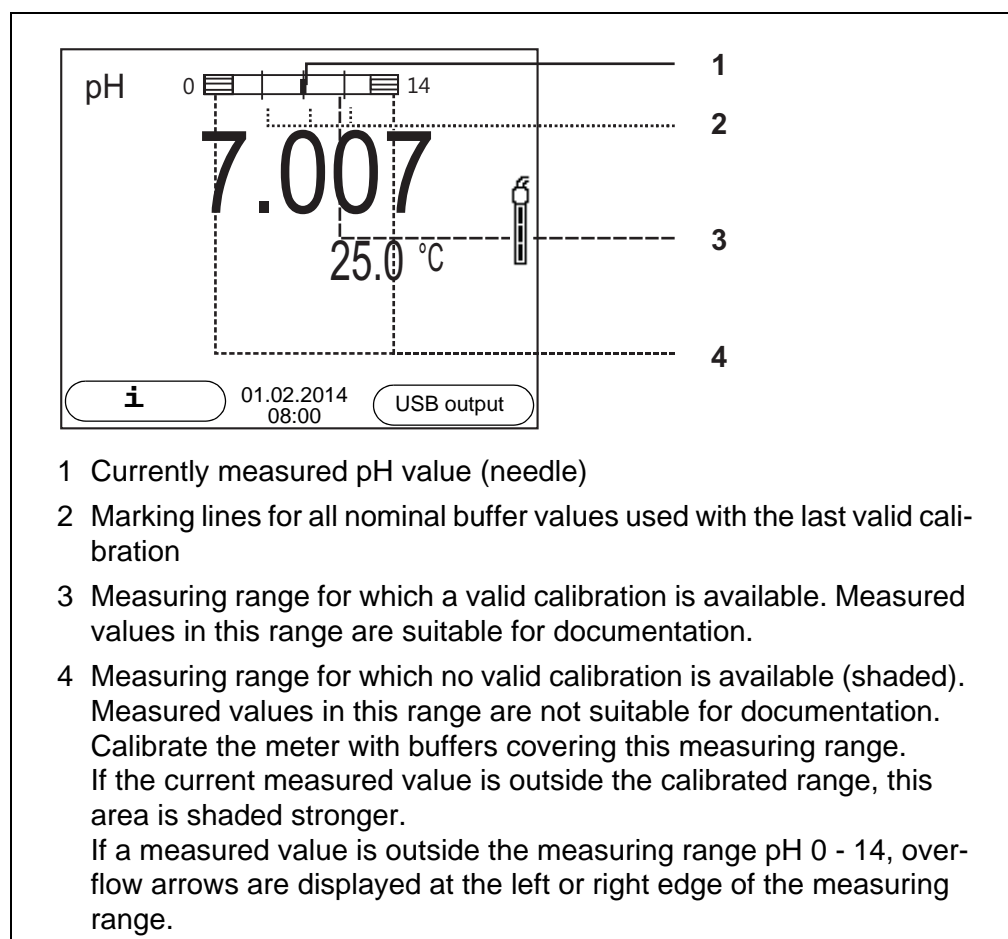 1
pH 0 14
2
7.007
3
25.0 °C
4
i 01.02.2014 USB output
08:00
1 Currently measured pH value (needle)
2 Marking lines for all nominal buffer values used with the last valid cali-
bration
3 Measuring range for which a valid calibration is available. Measured
values in this range are suitable for documentation.
4 Measuring range for which no valid calibration is available (shaded).
Measured values in this range are not suitable for documentation.
Calibrate the meter with buffers covering this measuring range.
If the current measured value is outside the calibrated range, this
area is shaded stronger.
If a measured value is outside the measuring range pH 0 - 14, over-
flow arrows are displayed at the left or right edge of the measuring
range.